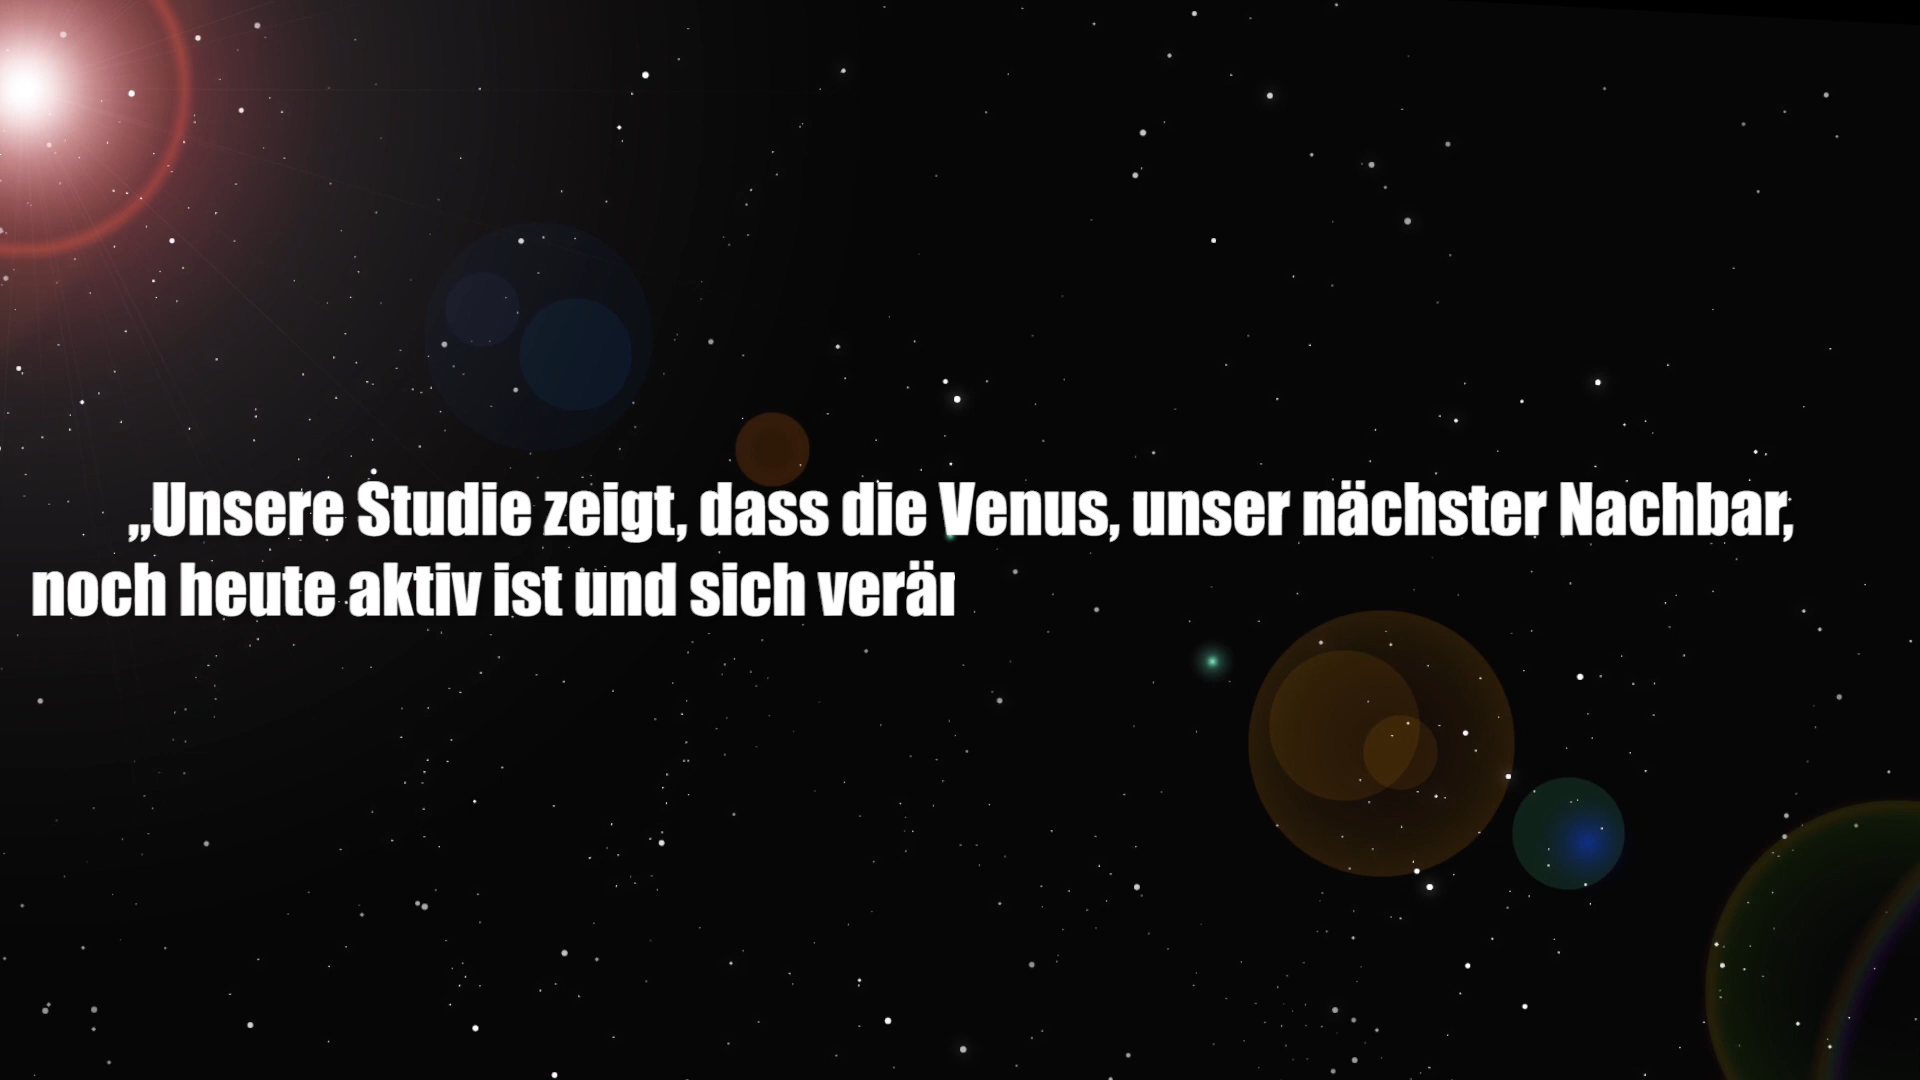 „Unsere Studie zeigt, dass die Venus, unser nächster Nachbar,
noch heute aktiv ist und sich verä